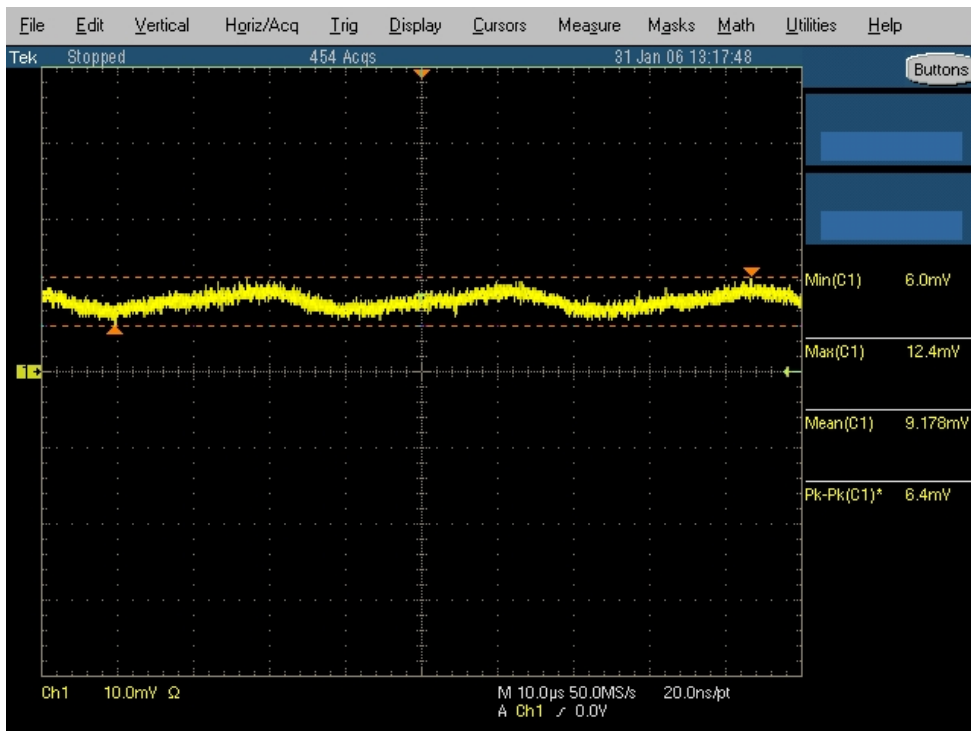 File Edit Vertical Horiz/Acq Trig Display Cursors Measure Masks Math Utilities Help
Tek Stopped 454 Acqs 31 Jan 06 13:17:48
Buttons
Min(C1) 6.0mV
1
Max(C1) 12.4mV
Mean(C1) 9.178mV
Pk-Pk(C1)* 6.4mV
Ch1 10.0mV Ω M 10.0µs 50.0MS/s 20.0ns/pt
A Ch1 ∕ 0.0V